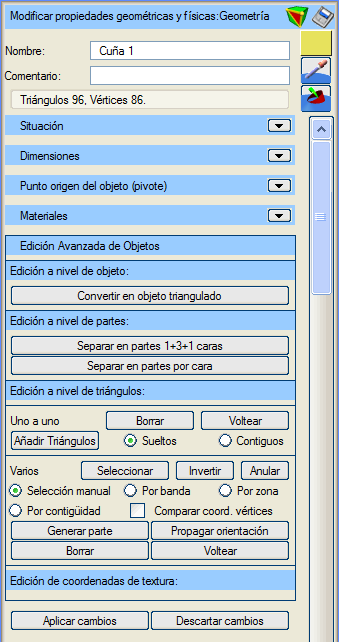 Modificar propiedades geométricas y físicas:Geometría
Nombre: Cuña 1
Comentario:
Triángulos 96, Vértices 86.
Situación
Dimensiones
Punto origen del objeto (pivote)
Materiales
Edición Avanzada de Objetos
Edición a nivel de objeto:
Convertir en objeto triangulado
Edición a nivel de partes:
Separar en partes 1+3+1 caras
Separar en partes por cara
Edición a nivel de triángulos:
Uno a uno Borrar Voltear
Añadir Triángulos Sueltos Contiguos
Varios Seleccionar Invertir Anular
Selección manual Por banda Por zona
Por contigüidad Comparar coord. vértices
Generar parte Propagar orientación
Borrar Voltear
Edición de coordenadas de textura:
Aplicar cambios Descartar cambios